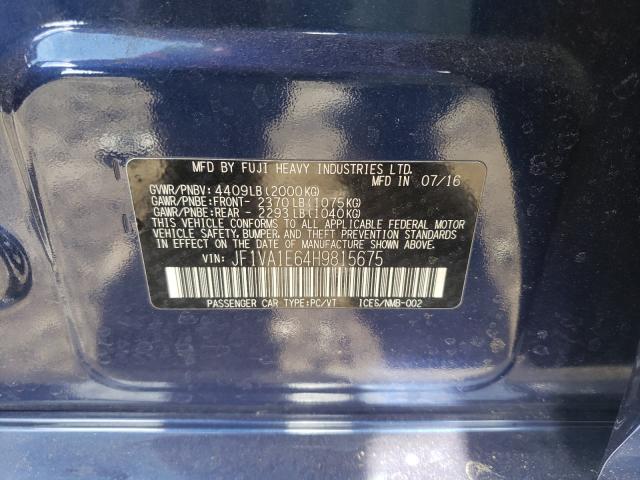 MFD BY FUJI HEAVY INDUSTRIES LTD.
MFD IN 07/16
GVWR/PNBV: 4409LB(2000KG)
GAWR/PNBE:FRONT- 2370LB(1075KG)
GAWR/PNBE:REAR - 2293LB(1040KG)
THIS VEHICLE CONFORMS TO ALL APPLICABLE FEDERAL MOTOR
VEHICLE SAFETY, BUMPER, AND THEFT PREVENTION STANDARDS IN
EFFECT ON THE DATE OF MANUFACTURE SHOWN ABOVE.
VIN: JF1VA1E64H9815675
PASSENGER CAR TYPE:PC/VT ICES/NMB-002